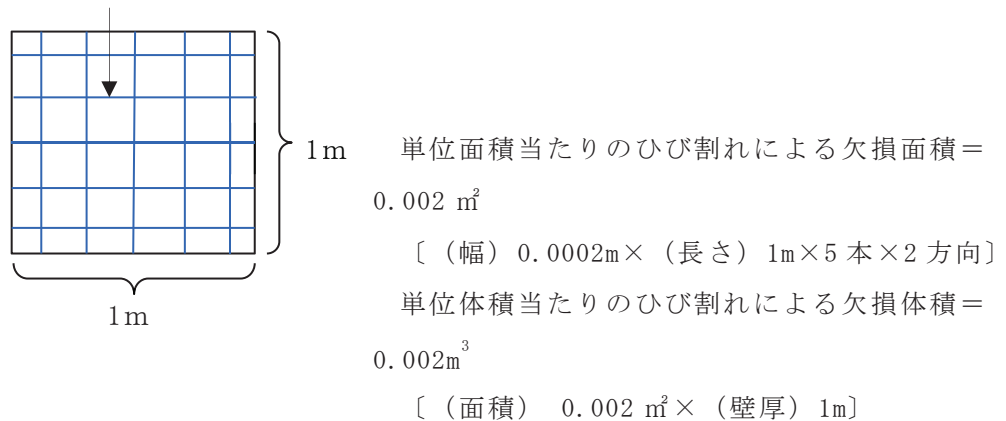 1m
単位面積当たりのひび割れによる欠損面積＝
0.002 ㎡
〔（幅）0.0002m×（長さ）1m×5 本×2 方向〕
単位体積当たりのひび割れによる欠損体積＝
1m
0.002m³
〔（面積） 0.002 ㎡×（壁厚）1m〕